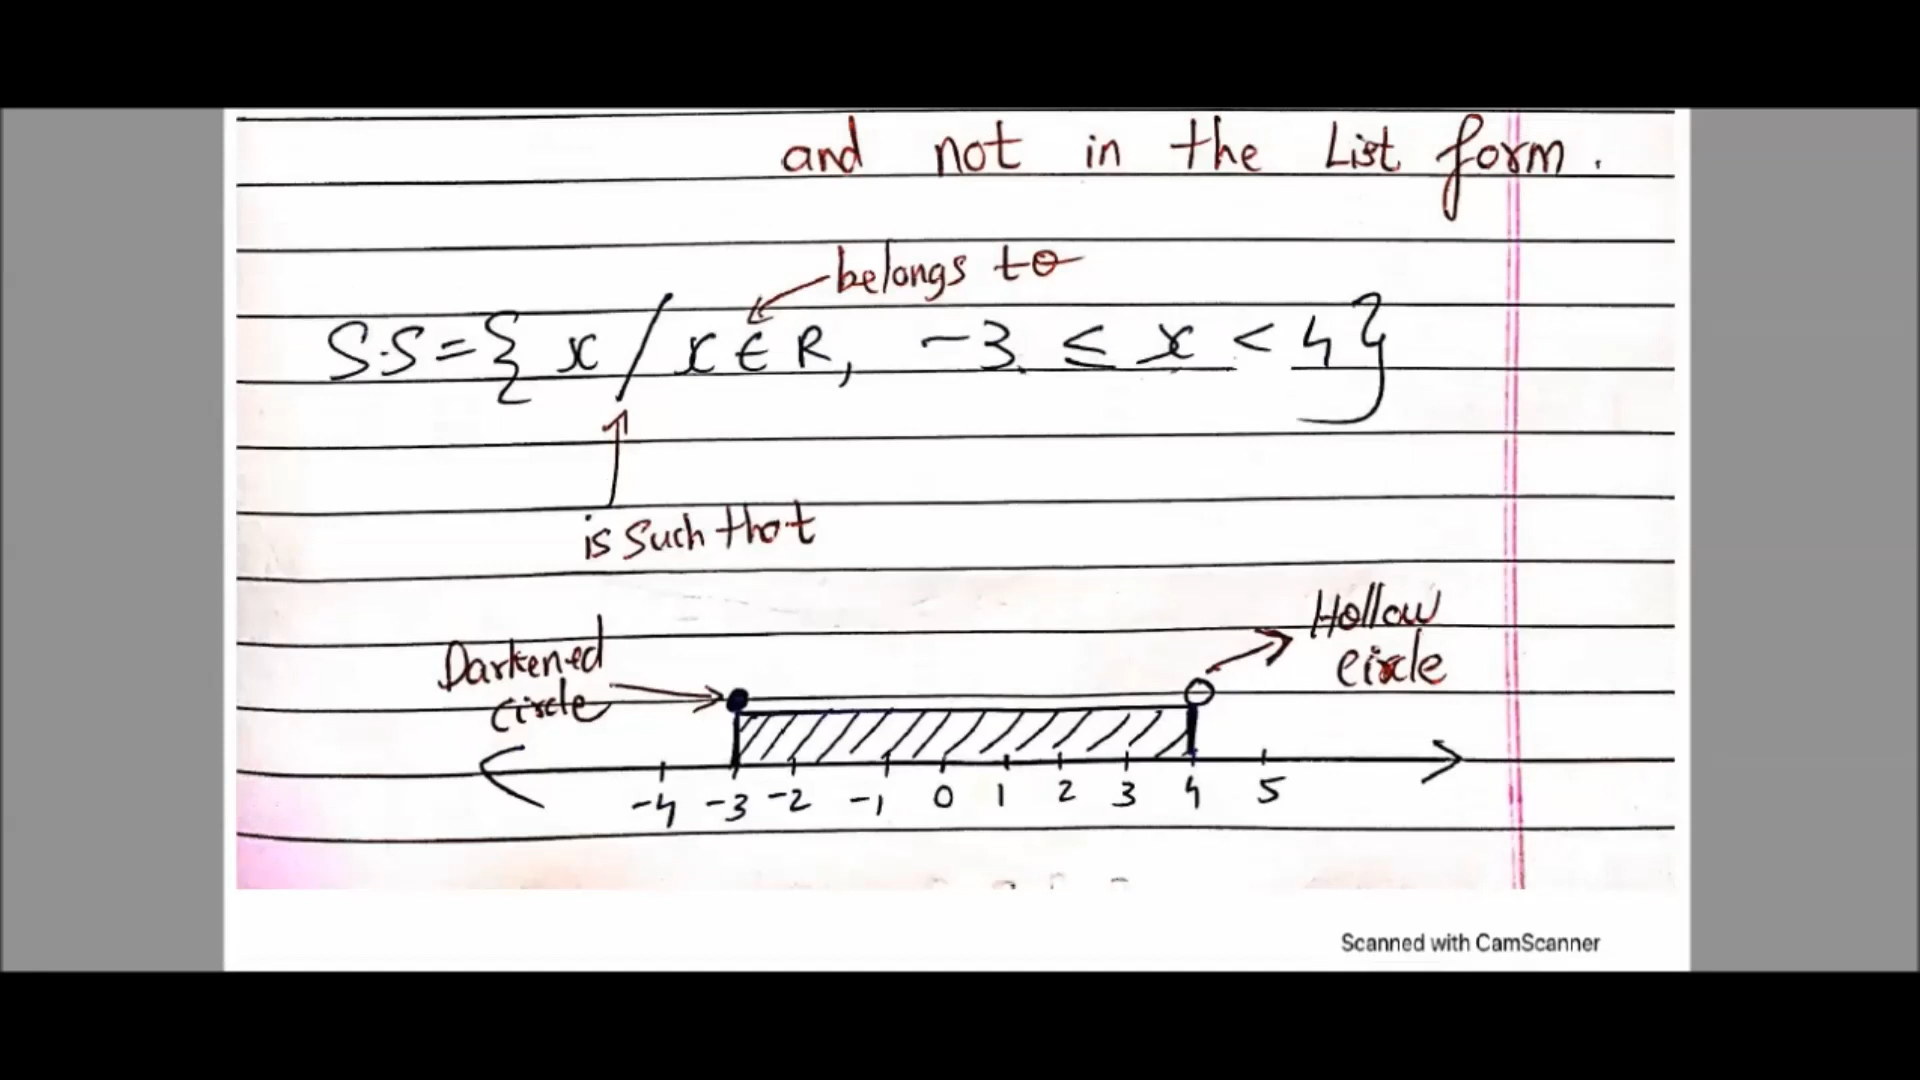 and not in the List form.
belongs to
S.S = { x / x ∈ R, -3 ≤ x < 4 }
is such that
Hollow
circle
Darkened
circle
-4 -3 -2 -1 0 1 2 3 4 5
Scanned with CamScanner